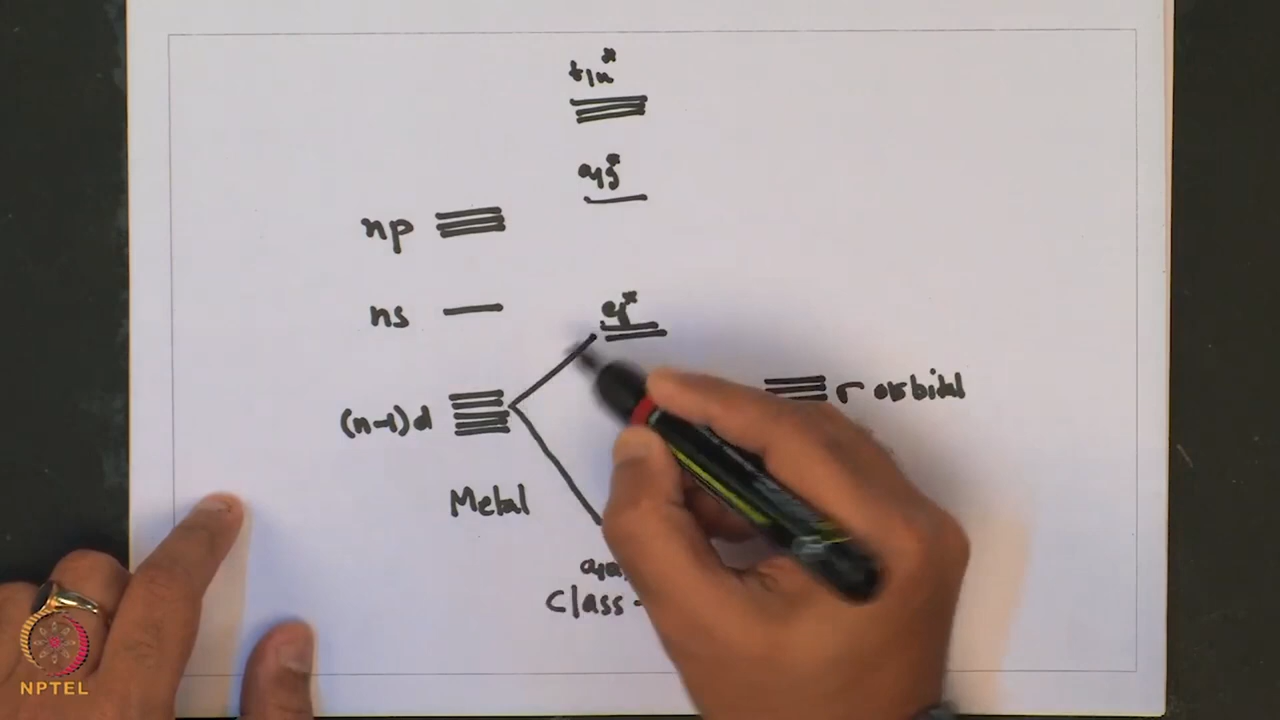 t1u*
a1g*
np
ns
eg*
(n-1)d
σ orbital
Metal
Class
NPTEL